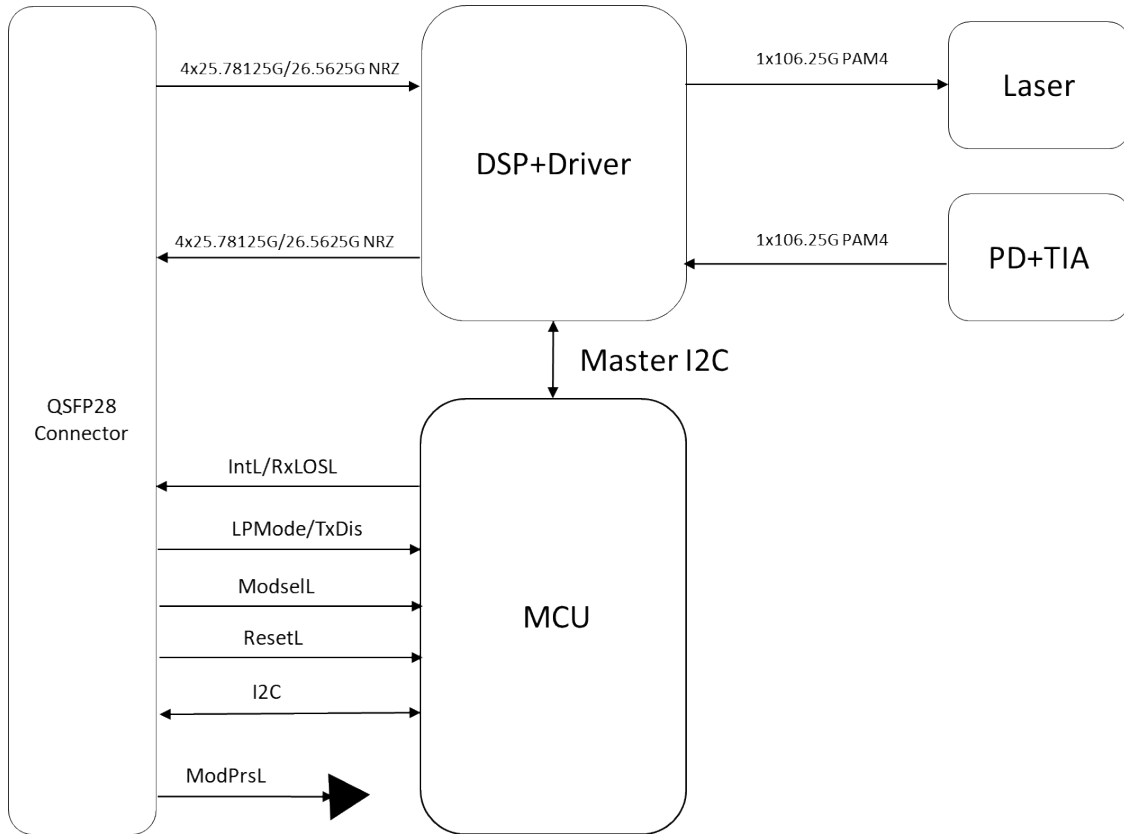 4x25.78125G/26.5625G NRZ
1x106.25G PAM4
Laser
DSP+Driver
4x25.78125G/26.5625G NRZ
1x106.25G PAM4
PD+TIA
Master I2C
QSFP28
Connector
IntL/RxLOSL
LPMode/TxDis
ModselL
MCU
ResetL
I2C
ModPrsL